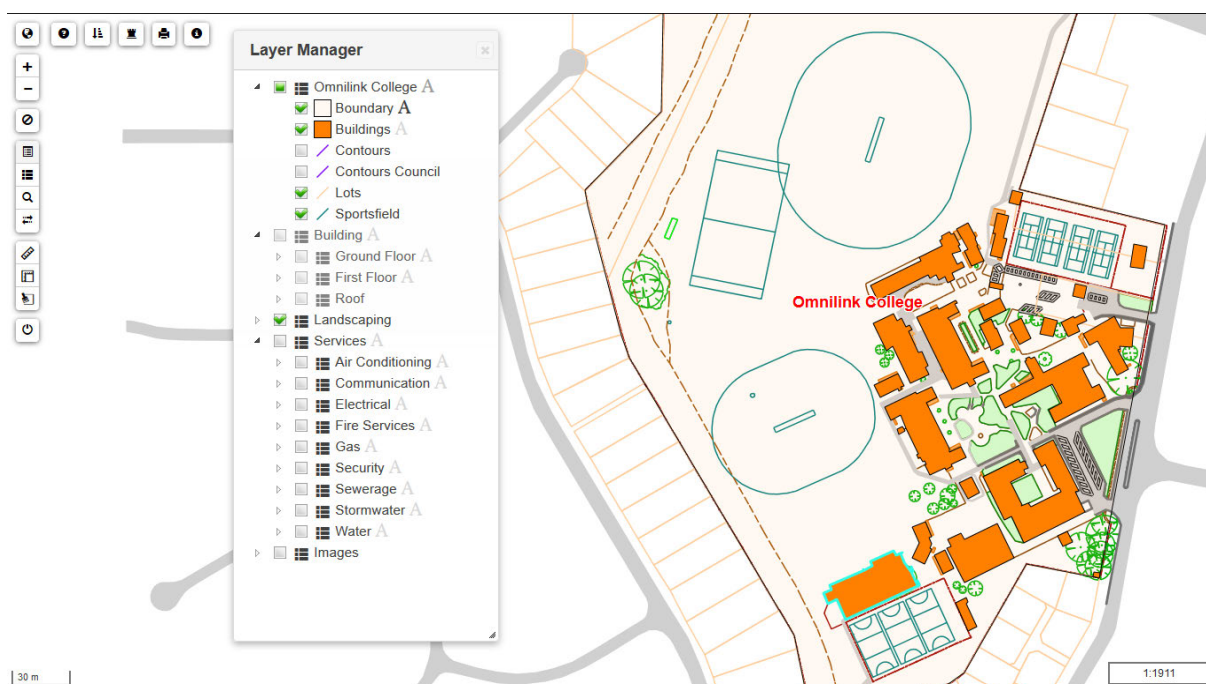 Layer Manager
Omnilink College A
Boundary A
Buildings A
Contours
Contours Council
Lots
Sportsfield
Building A
Ground Floor A
First Floor A
Roof
Landscaping
Services A
Air Conditioning A
Communication A
Electrical A
Fire Services A
Gas A
Security A
Sewerage A
Stormwater A
Water A
Images
Omnilink College
30 m
1:1911